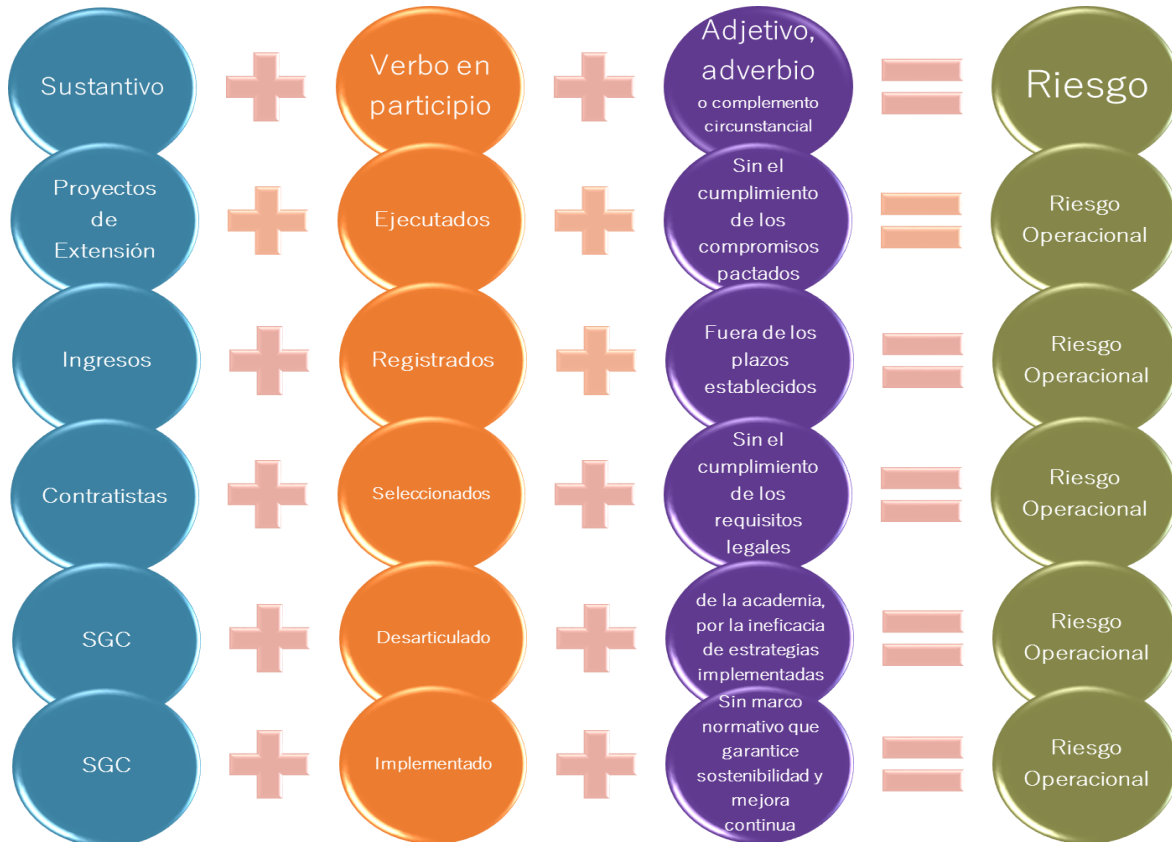 Sustantivo
Verbo en
participio
Adjetivo,
adverbio
o complemento
circunstancial
Riesgo
Proyectos
de
Extensión
Ejecutados
Sin el
cumplimiento
de los
compromisos
pactados
Riesgo
Operacional
Ingresos
Registrados
Fuera de los
plazos
establecidos
Riesgo
Operacional
Contratistas
Seleccionados
Sin el
cumplimiento
de los
requisitos
legales
Riesgo
Operacional
SGC
Desarticulado
de la academia,
por la ineficacia
de estrategias
implementadas
Riesgo
Operacional
SGC
Implementado
Sin marco
normativo que
garantice
sostenibilidad y
mejora
continua
Riesgo
Operacional